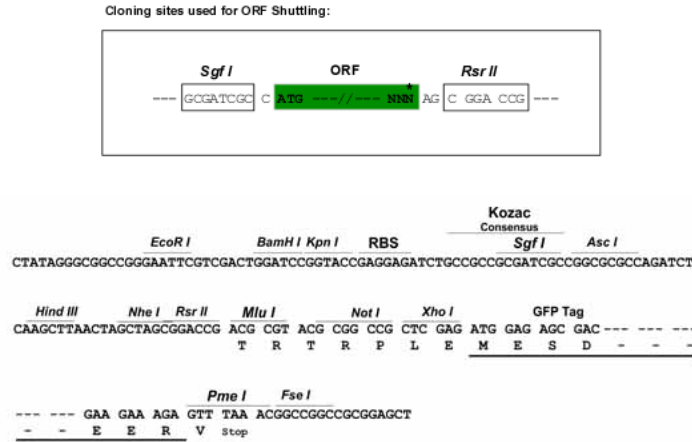 Cloning sites used for ORF Shuttling:
Sgf I ORF Rsr II
--- GCGATCGC C ATG ---//--- NNN* AG C GGA CCG ---
Kozac
Consensus
EcoR I BamH I Kpn I RBS Sgf I Asc I
CTATAGGGCGGCCGGGAATTCGTCGACTGGATCCGGTACCGAGGAGATCTGCCGCCGCGATCGCCGGCGCGCCAGATCT
Hind III Nhe I Rsr II Mlu I Not I Xho I GFP Tag
CAAGCTTAACTAGCTAGCGGACCG ACG CGT ACG CGG CCG CTC GAG ATG GAG AGC GAC--- --- ---
T R T R P L E M E S D - - -
Pme I Fse I
--- --- GAA GAA AGA GTT TAA ACGGCCGGCCGCGGAGCT
- - E E R V Stop